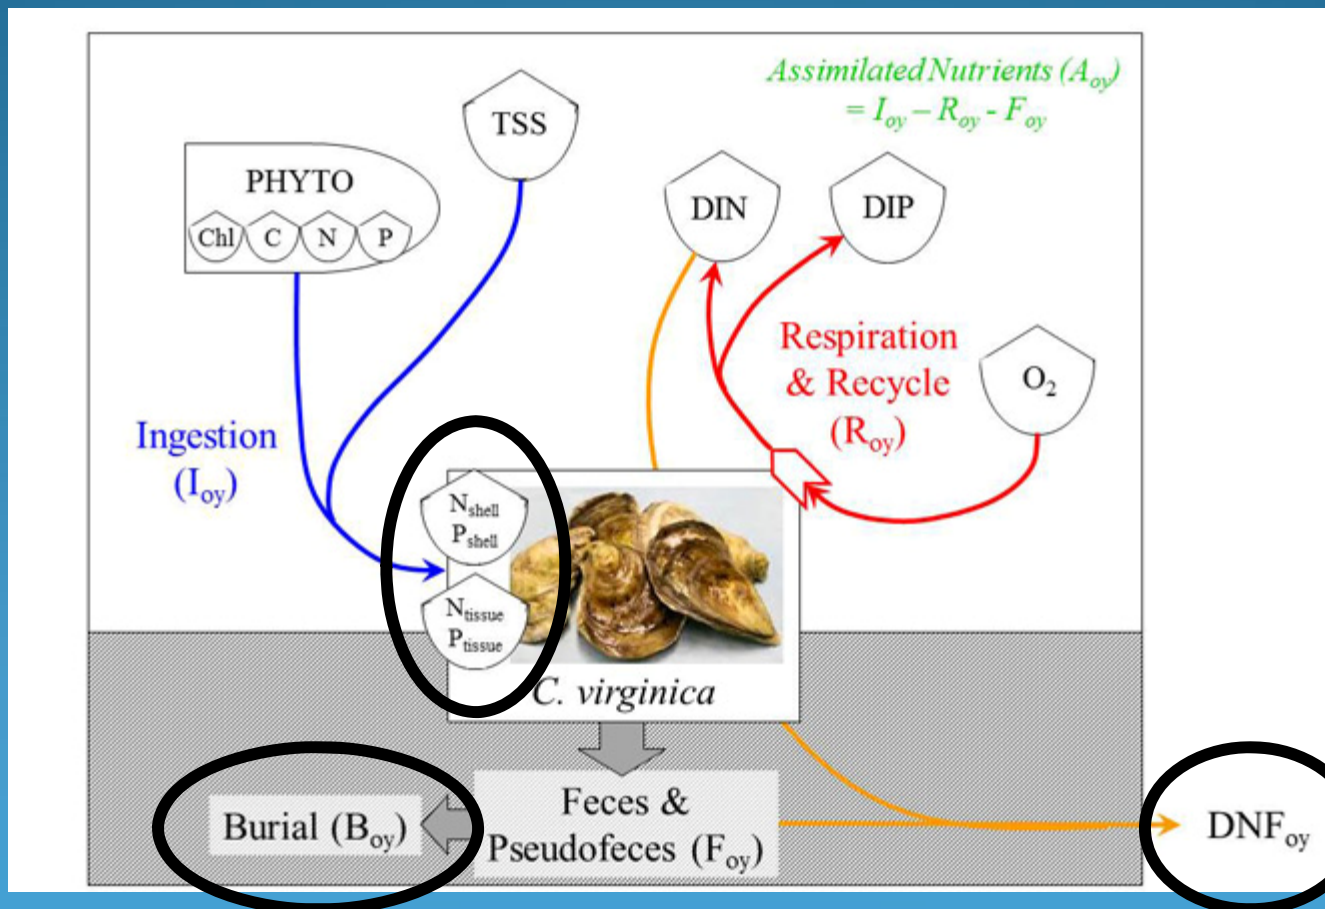 Assimilated Nutrients (Aoy)
= Ioy – Roy - Foy
TSS
PHYTO
Chl C N P
DIN
DIP
Respiration
& Recycle
(Roy)
O2
Ingestion
(Ioy)
Nshell
Pshell
Ntissue
Ptissue
C. virginica
Feces &
Pseudofeces (Foy)
Burial (Boy)
DNFoy